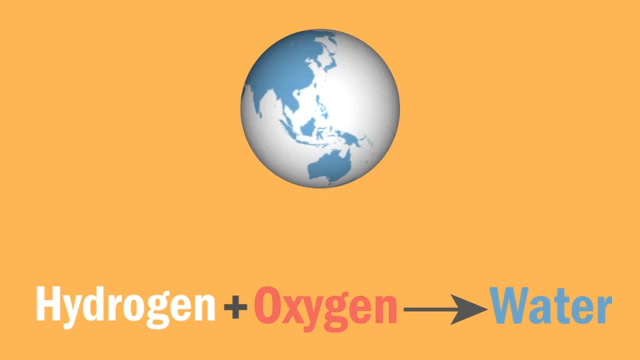 Hydrogen + Oxygen → Water